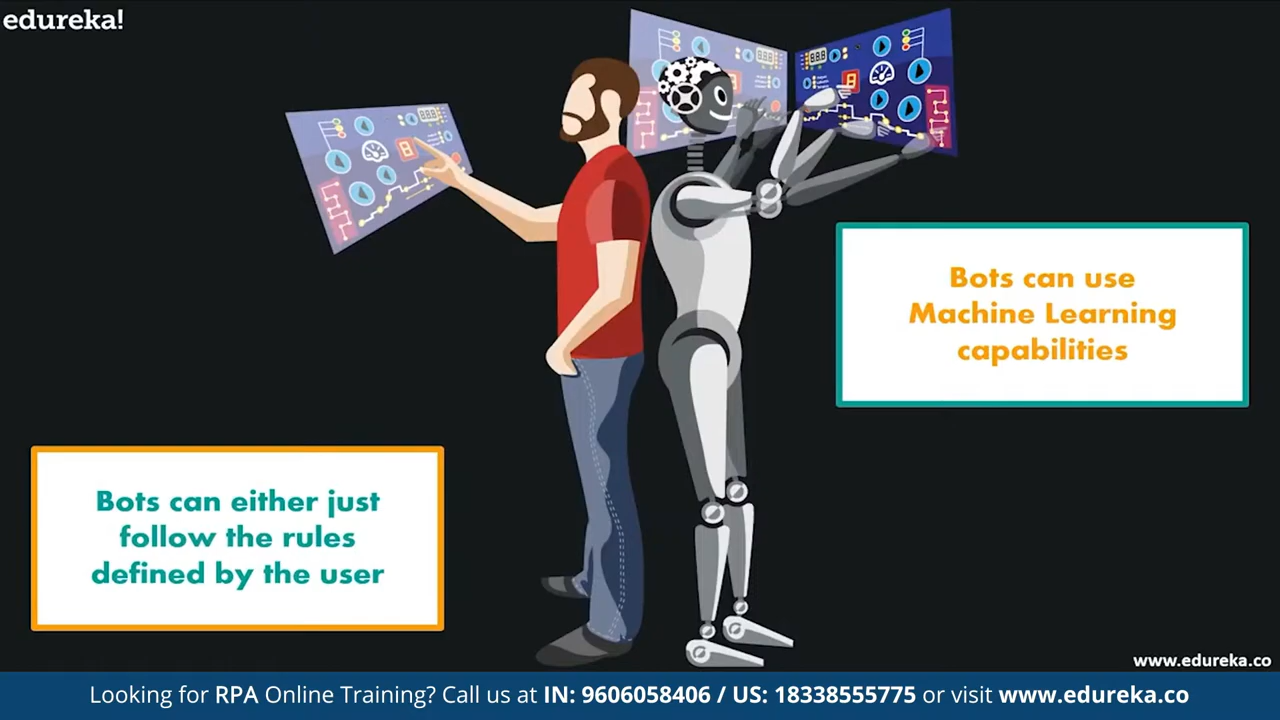 edureka!
Bots can use
Machine Learning
capabilities
Bots can either just
follow the rules
defined by the user
www.edureka.co
Looking for RPA Online Training? Call us at IN: 9606058406 / US: 18338555775 or visit www.edureka.co